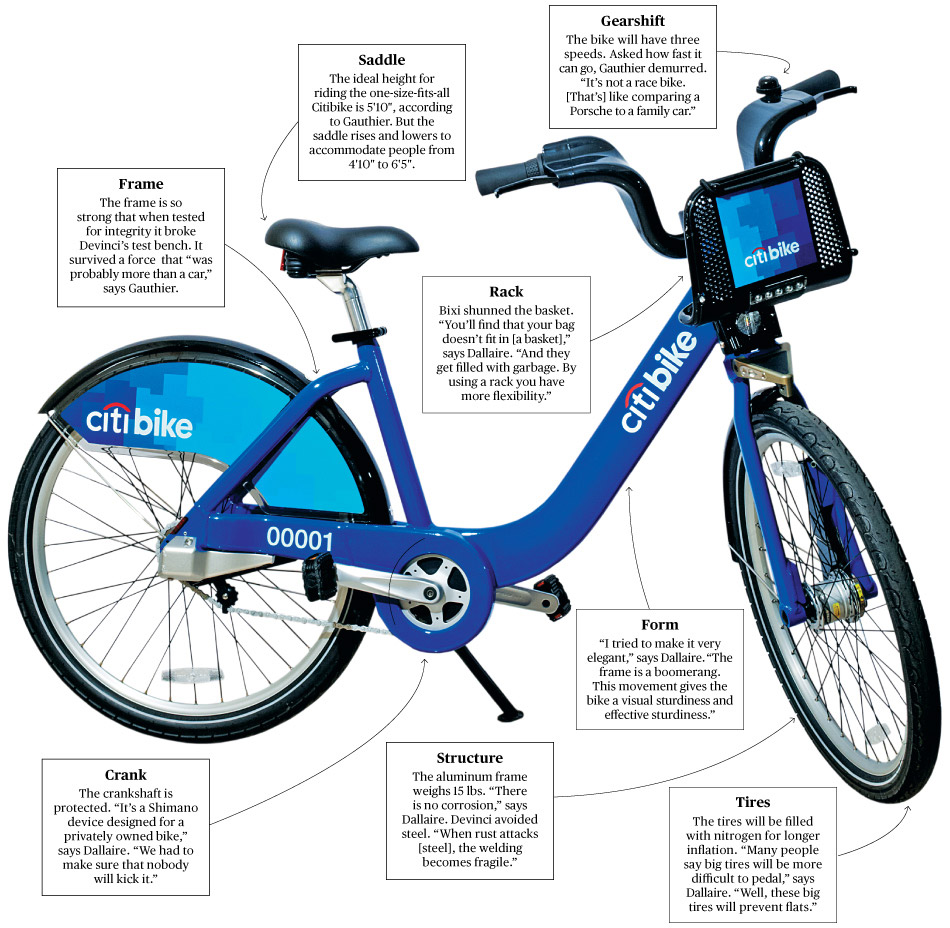 Gearshift
The bike will have three
speeds. Asked how fast it
can go, Gauthier demurred.
“It’s not a race bike.
[That’s] like comparing a
Porsche to a family car.”
Saddle
The ideal height for
riding the one-size-fits-all
Citibike is 5’10”, according
to Gauthier. But the
saddle rises and lowers to
accommodate people from
4’10” to 6’5”.
Frame
The frame is so
strong that when tested
for integrity it broke
Devinci’s test bench. It
survived a force that “was
probably more than a car,”
says Gauthier.
citi bike
Rack
Bixi shunned the basket.
“You’ll find that your bag
doesn’t fit in [a basket],”
says Dallaire. “And they
get filled with garbage. By
using a rack you have
more flexibility.”
citi bike
citi bike
00001
Form
“I tried to make it very
elegant,” says Dallaire. “The
frame is a boomerang.
This movement gives the
bike a visual sturdiness and
effective sturdiness.”
Crank
The crankshaft is
protected. “It’s a Shimano
device designed for a
privately owned bike,”
says Dallaire. “We had to
make sure that nobody
will kick it.”
Structure
The aluminum frame
weighs 15 lbs. “There
is no corrosion,” says
Dallaire. Devinci avoided
steel. “When rust attacks
[steel], the welding
becomes fragile.”
Tires
The tires will be filled
with nitrogen for longer
inflation. “Many people
say big tires will be more
difficult to pedal,” says
Dallaire. “Well, these big
tires will prevent flats.”